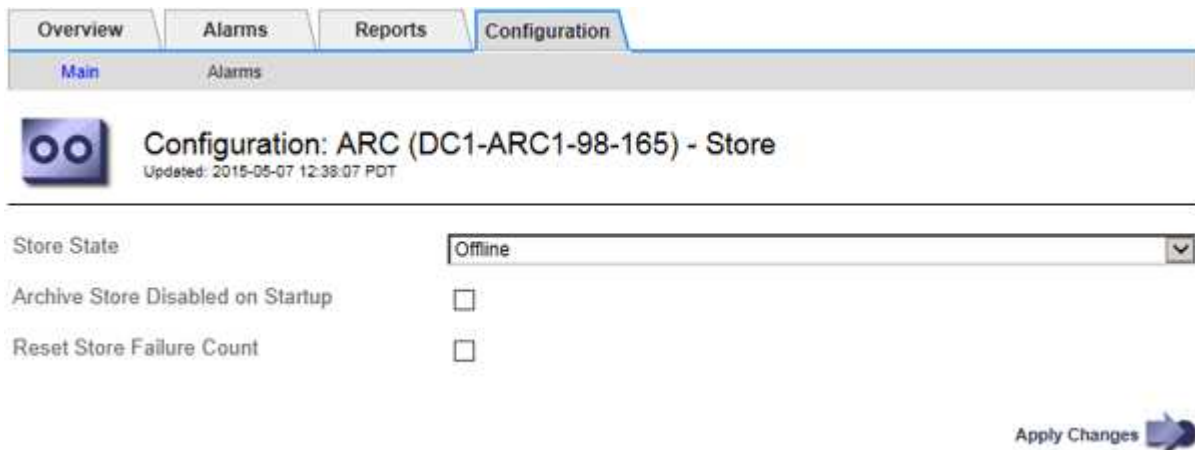 Overview Alarms Reports Configuration
Main Alarms
Configuration: ARC (DC1-ARC1-98-165) - Store
Updated: 2015-05-07 12:38:07 PDT
Store State Offline
Archive Store Disabled on Startup
Reset Store Failure Count
Apply Changes